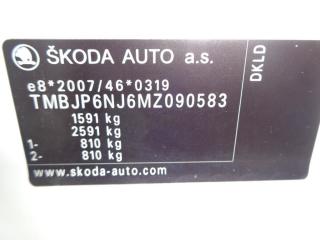 ŠKODA AUTO a.s.
e8*2007/46*0319
TMBJP6NJ6MZ090583
1591 kg
2591 kg
1- 810 kg
2- 810 kg
www.skoda-auto.com
DKLD